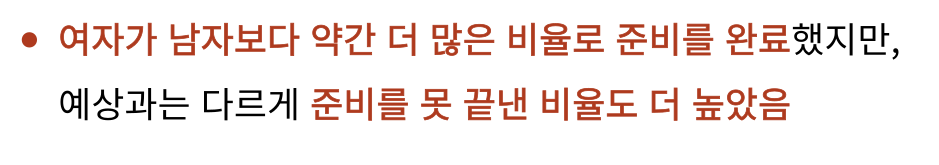 • 여자가 남자보다 약간 더 많은 비율로 준비를 완료했지만,
예상과는 다르게 준비를 못 끝낸 비율도 더 높았음